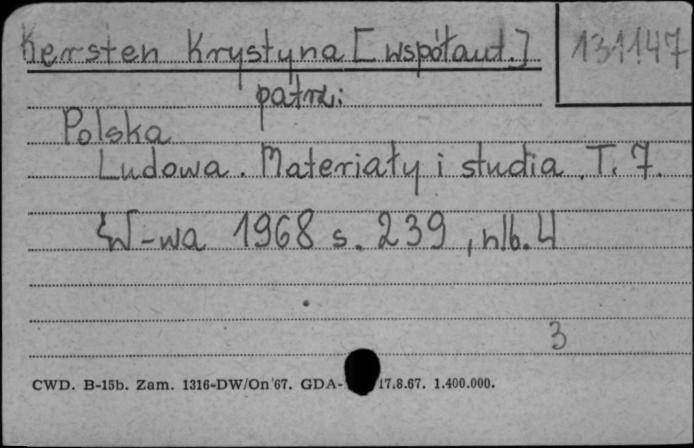 Kersten Krystyna [współaut.] 131147
patrz:
Polska
Ludowa. Materiały i studia. T. 7.
W-wa 1968 s. 239, nlb. 4
3
CWD. B-15b. Zam. 1316-DW/On 67. GDA- 17.8.67. 1.400.000.